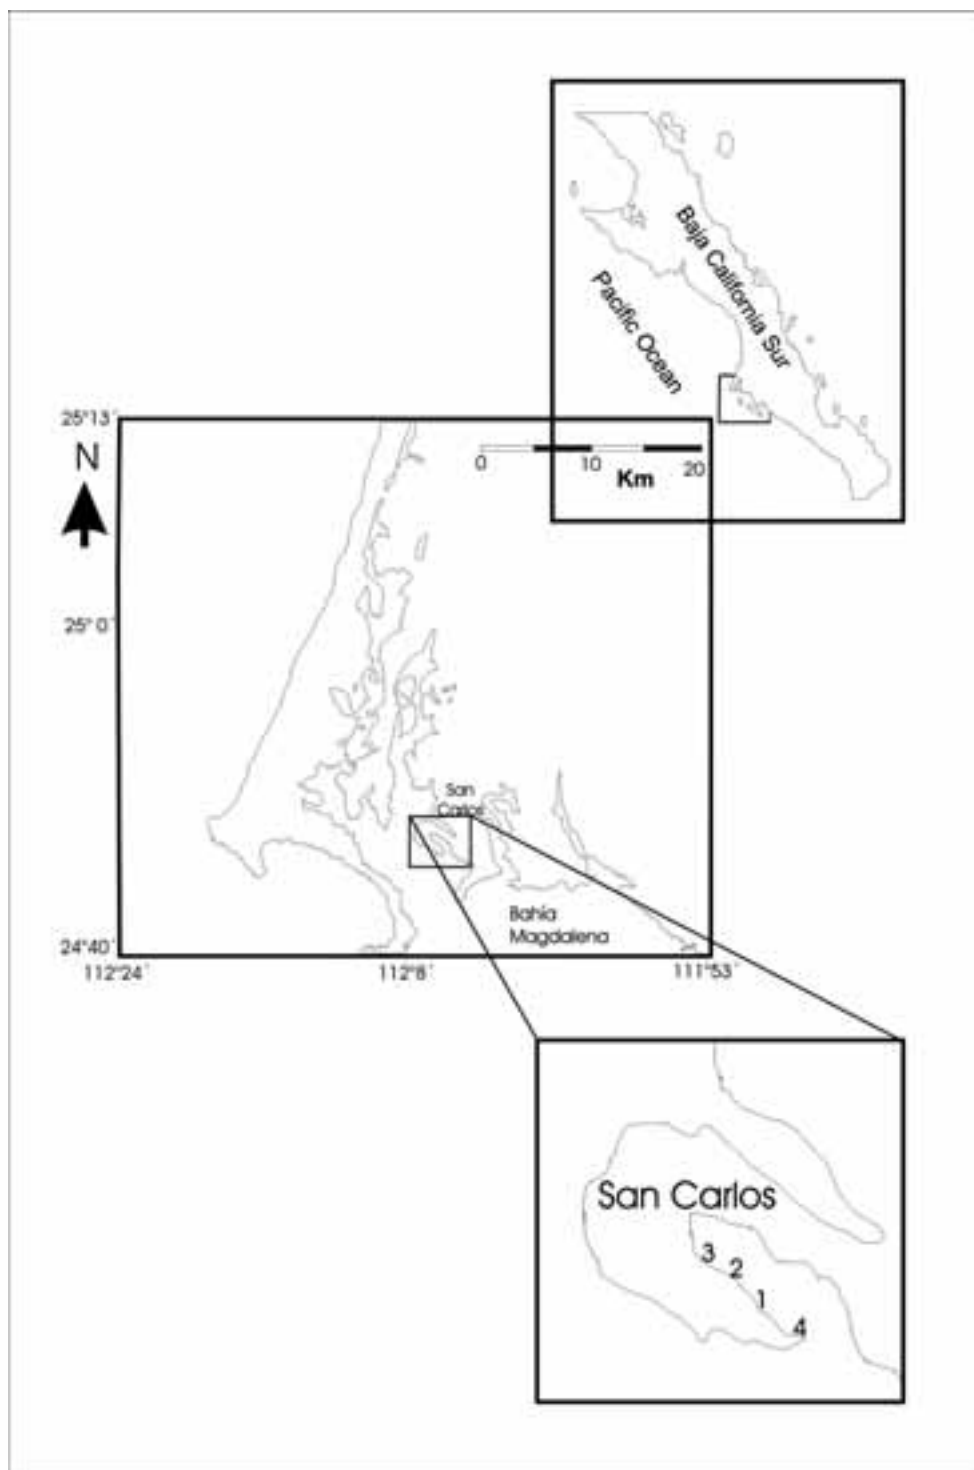 Baja California Sur
Pacific Ocean
25°13´
N
0 10 20
Km
25° 0´
San
Carlos
Bahía
Magdalena
24°40´
112°24´ 112°8´ 111°53´
San Carlos
3
2
1
4